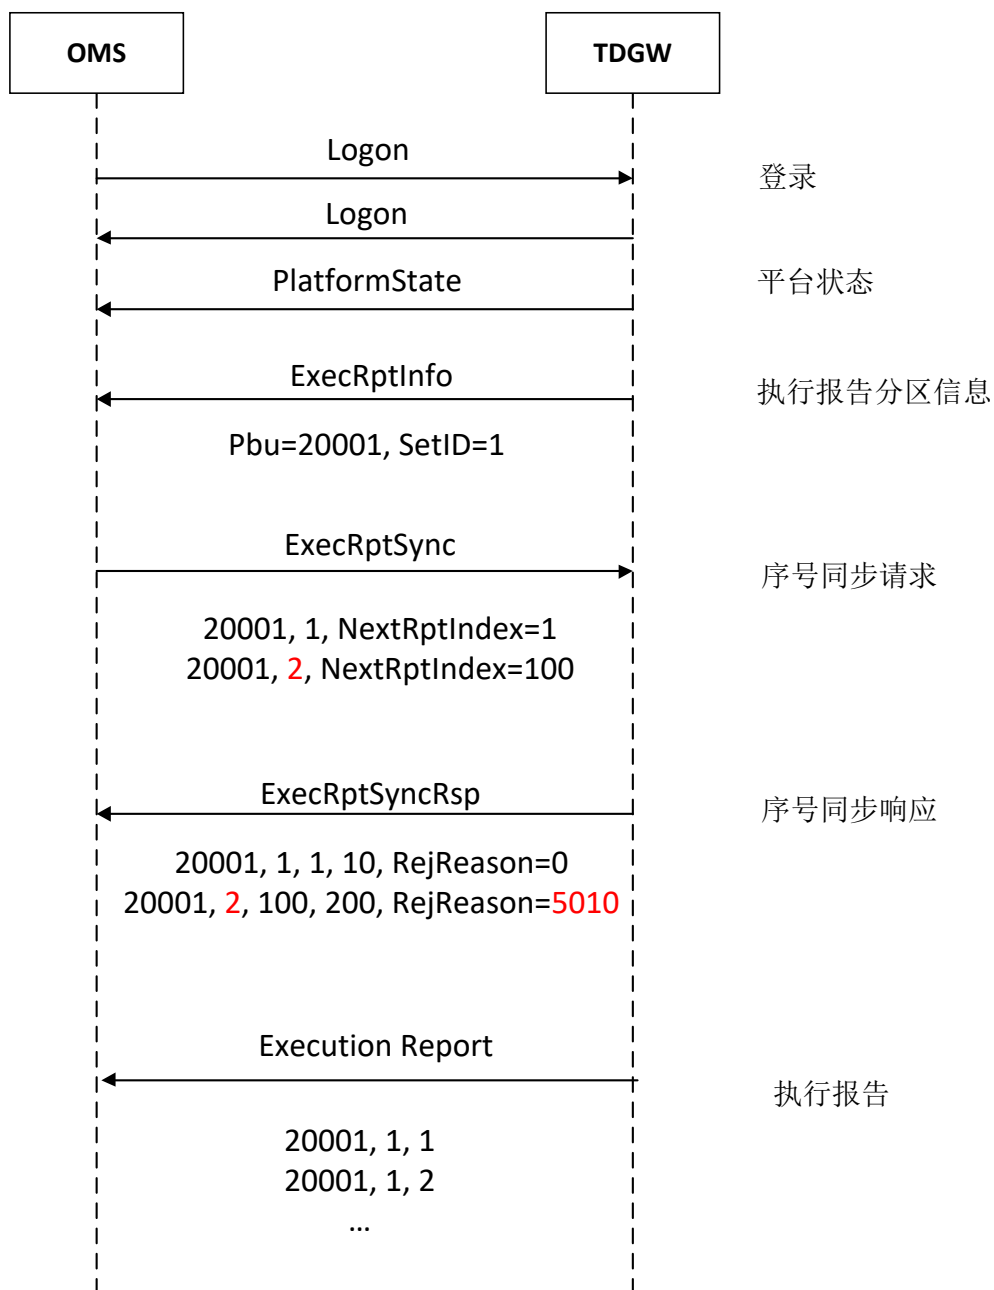 OMS
TDGW
Logon
登录
Logon
PlatformState
平台状态
ExecRptInfo
执行报告分区信息
Pbu=20001, SetID=1
ExecRptSync
序号同步请求
20001, 1, NextRptIndex=1
20001, 2, NextRptIndex=100
ExecRptSyncRsp
序号同步响应
20001, 1, 1, 10, RejReason=0
20001, 2, 100, 200, RejReason=5010
Execution Report
执行报告
20001, 1, 1
20001, 1, 2
...